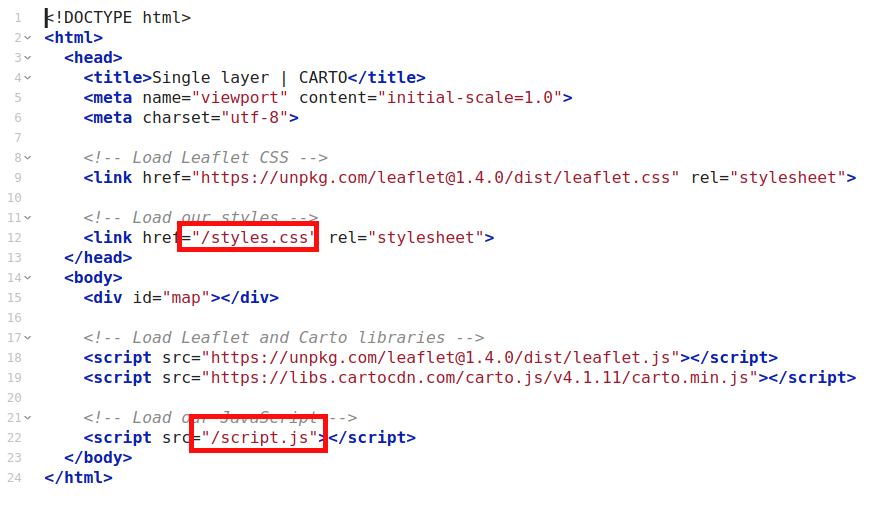 1 <!DOCTYPE html>
2 <html>
3 <head>
4 <title>Single layer | CARTO</title>
5 <meta name="viewport" content="initial-scale=1.0">
6 <meta charset="utf-8">
7
8 <!-- Load Leaflet CSS -->
9 <link href="https://unpkg.com/leaflet@1.4.0/dist/leaflet.css" rel="stylesheet">
10
11 <!-- Load our styles -->
12 <link href="/styles.css" rel="stylesheet">
13 </head>
14 <body>
15 <div id="map"></div>
16
17 <!-- Load Leaflet and Carto libraries -->
18 <script src="https://unpkg.com/leaflet@1.4.0/dist/leaflet.js"></script>
19 <script src="https://libs.cartocdn.com/carto.js/v4.1.11/carto.min.js"></script>
20
21 <!-- Load our JavaScript -->
22 <script src="/script.js"></script>
23 </body>
24 </html>